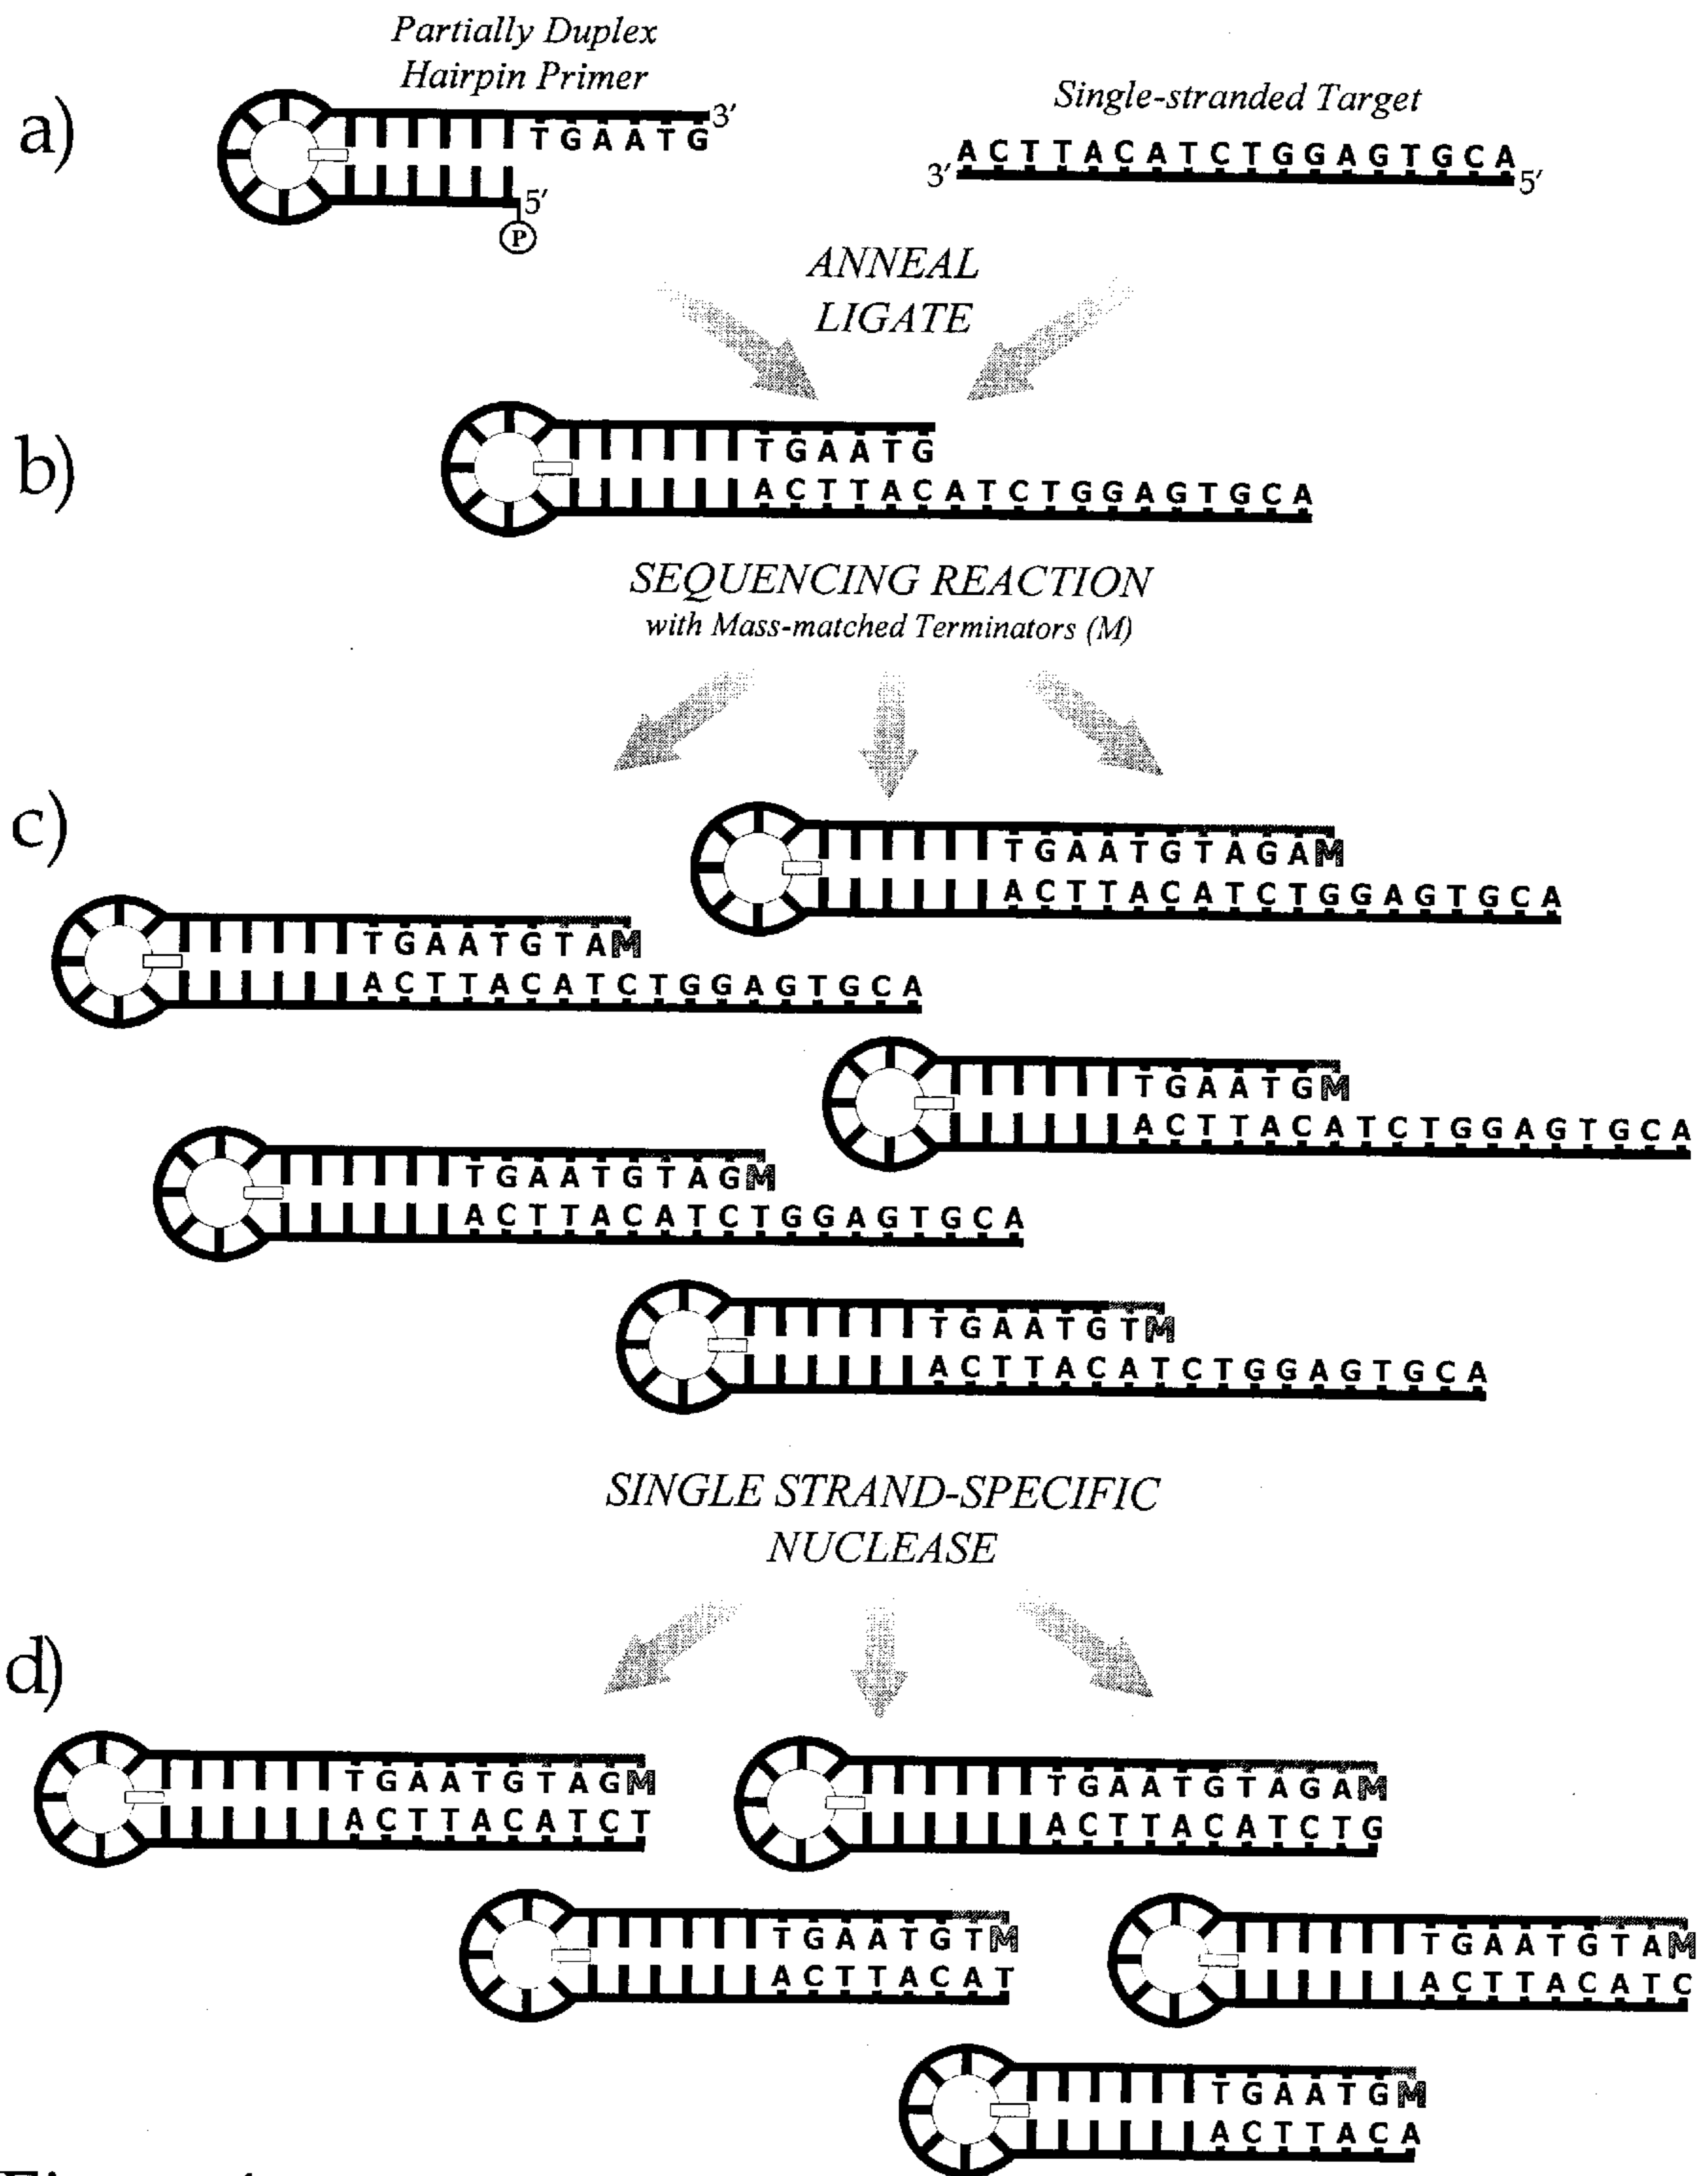 Partially Duplex
Hairpin Primer
Single-stranded Target
a)
3'
TGAATG
5'
P
ACTTACATCTGGAGTGCA
3'
5'
ANNEAL
LIGATE
b)
TGAATG
ACTTACATCTGGAGTGCA
SEQUENCING REACTION
with Mass-matched Terminators (M)
c)
TGAATGTAGAM
ACTTACATCTGGAGTGCA
TGAATGTAM
ACTTACATCTGGAGTGCA
TGAATGM
ACTTACATCTGGAGTGCA
TGAATGTAGM
ACTTACATCTGGAGTGCA
TGAATGTM
ACTTACATCTGGAGTGCA
SINGLE STRAND-SPECIFIC
NUCLEASE
d)
TGAATGTAGM
ACTTACATCT
TGAATGTAGAM
ACTTACATCTG
TGAATGTM
ACTTACAT
TGAATGTAM
ACTTACATC
TGAATGM
ACTTACA